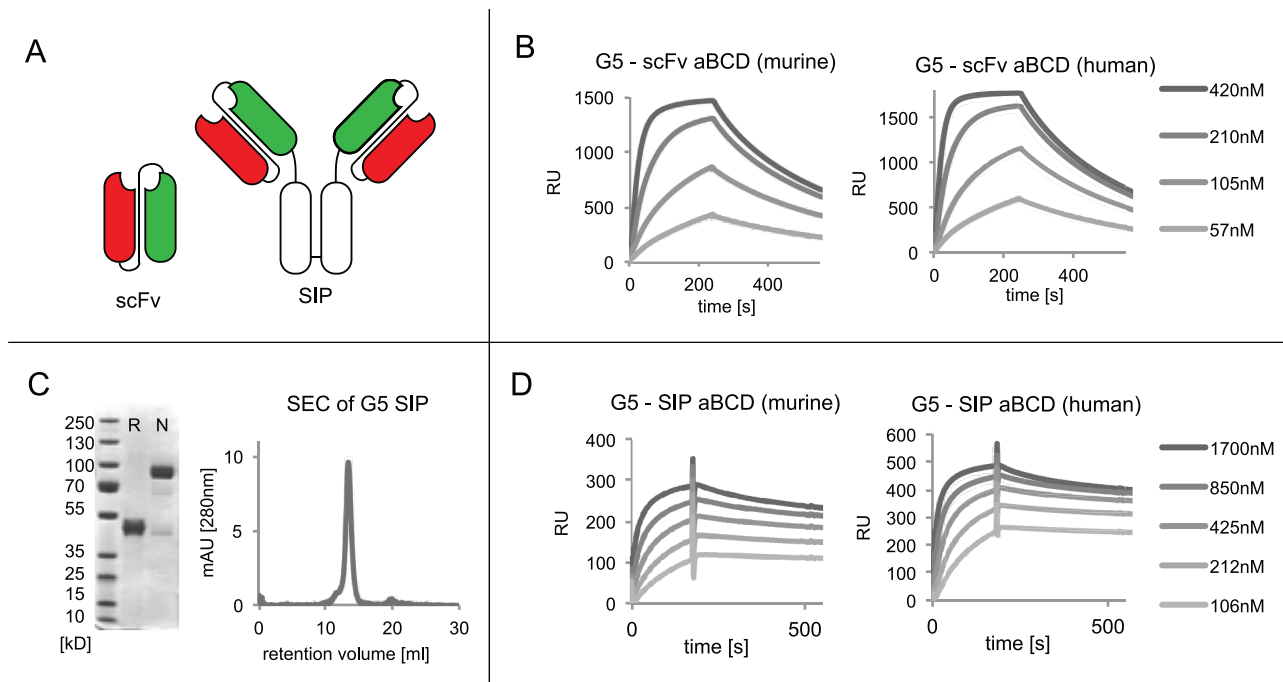 A
scFv
SIP
B
G5 - scFv aBCD (murine)
1500
1000
500
0
RU
0 200 400
time [s]
G5 - scFv aBCD (human)
1500
1000
500
0
RU
0 200 400
time [s]
420nM
210nM
105nM
57nM
C
R N
250
130
100
70
55
35
25
15
10
[kD]
SEC of G5 SIP
10
5
0
mAU [280nm]
0 10 20 30
retention volume [ml]
D
G5 - SIP aBCD (murine)
400
300
200
100
0
RU
0 500
time [s]
G5 - SIP aBCD (human)
600
500
400
300
200
100
0
RU
0 500
time [s]
1700nM
850nM
425nM
212nM
106nM